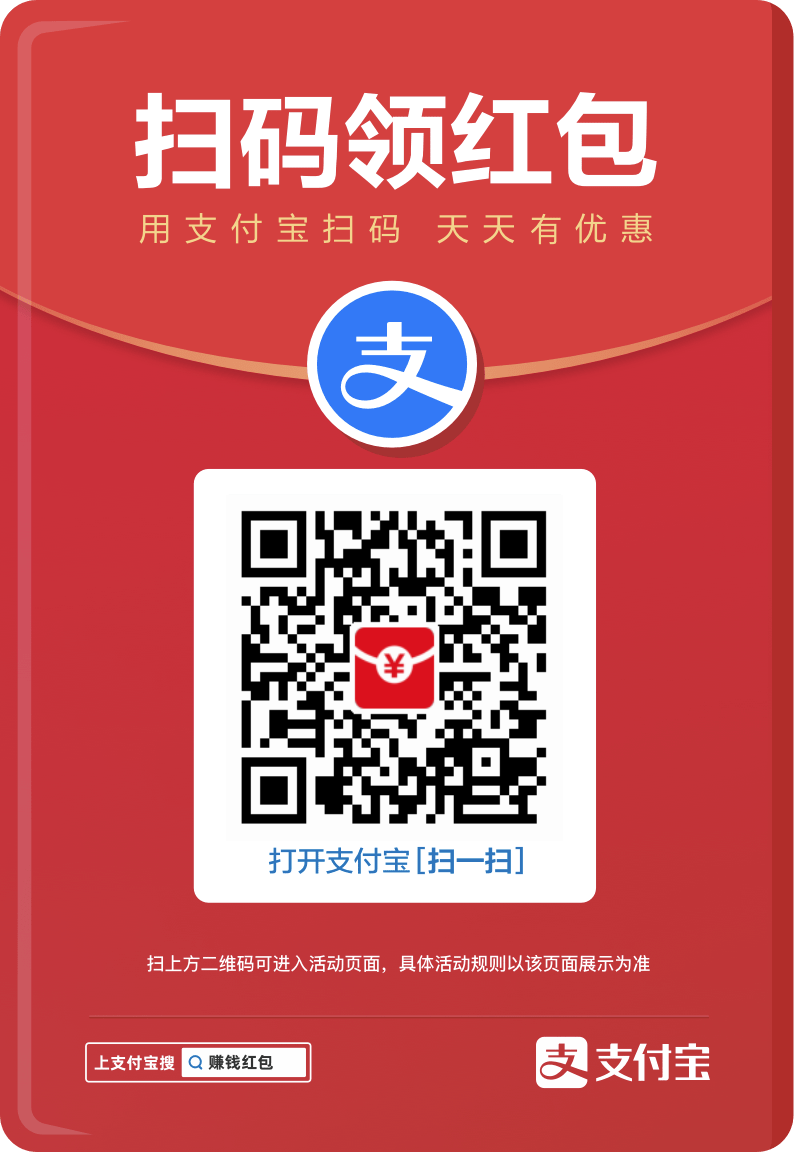 扫码领红包
用支付宝扫码 天天有优惠
支
¥
打开支付宝[扫一扫]
扫上方二维码可进入活动页面，具体活动规则以该页面展示为准
上支付宝搜 赚钱红包
支 支付宝